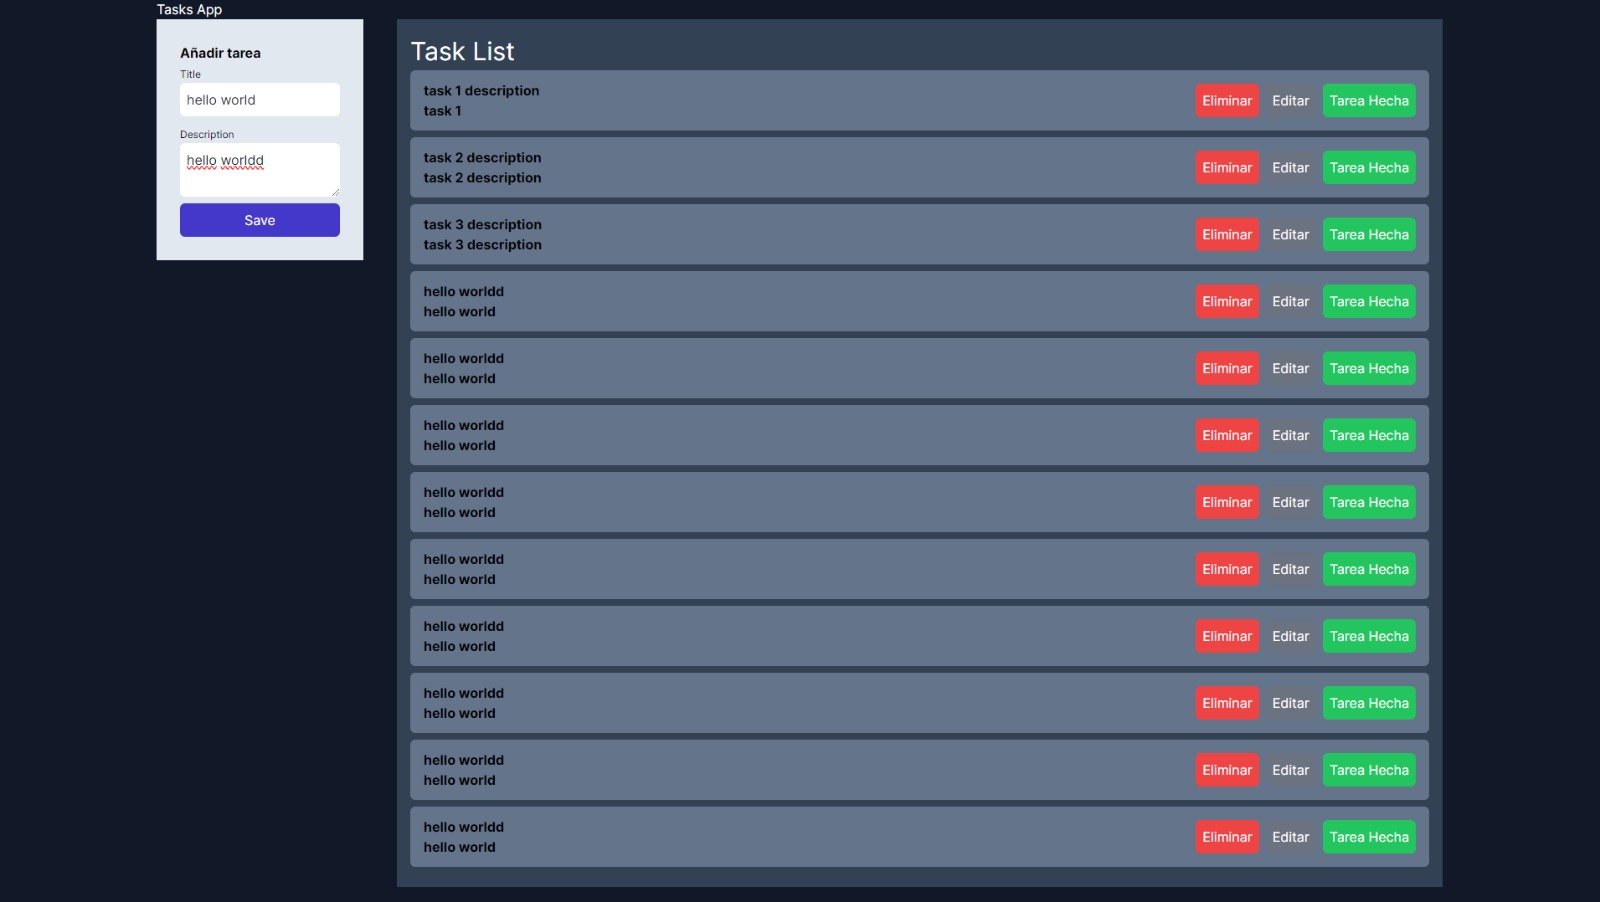 Tasks App
Añadir tarea
Title
hello world
Description
hello worldd
Save
Task List
task 1 description
task 1
Eliminar Editar Tarea Hecha
task 2 description
task 2 description
Eliminar Editar Tarea Hecha
task 3 description
task 3 description
Eliminar Editar Tarea Hecha
hello worldd
hello world
Eliminar Editar Tarea Hecha
hello worldd
hello world
Eliminar Editar Tarea Hecha
hello worldd
hello world
Eliminar Editar Tarea Hecha
hello worldd
hello world
Eliminar Editar Tarea Hecha
hello worldd
hello world
Eliminar Editar Tarea Hecha
hello worldd
hello world
Eliminar Editar Tarea Hecha
hello worldd
hello world
Eliminar Editar Tarea Hecha
hello worldd
hello world
Eliminar Editar Tarea Hecha
hello worldd
hello world
Eliminar Editar Tarea Hecha